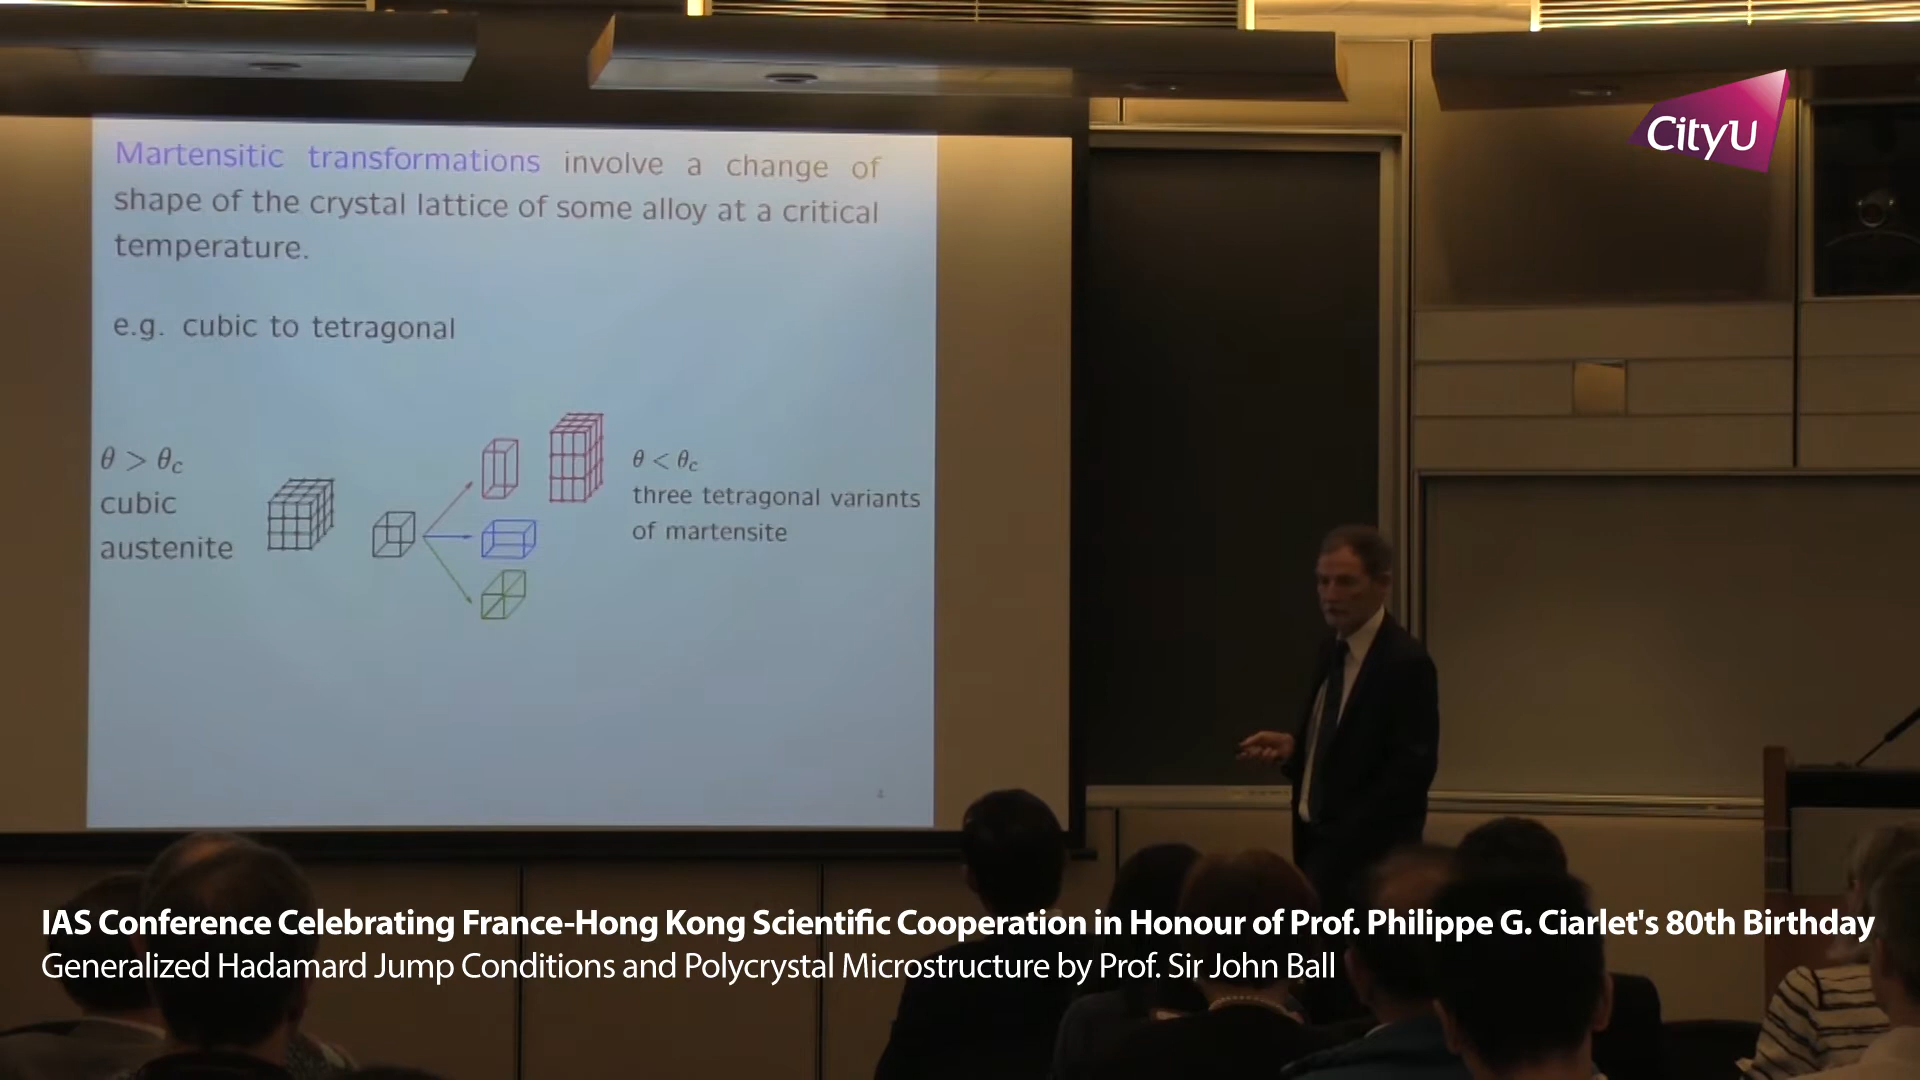 CityU
Martensitic transformations involve a change of
shape of the crystal lattice of some alloy at a critical
temperature.
e.g. cubic to tetragonal
θ > θc
cubic
austenite
θ < θc
three tetragonal variants
of martensite
IAS Conference Celebrating France-Hong Kong Scientific Cooperation in Honour of Prof. Philippe G. Ciarlet's 80th Birthday
Generalized Hadamard Jump Conditions and Polycrystal Microstructure by Prof. Sir John Ball